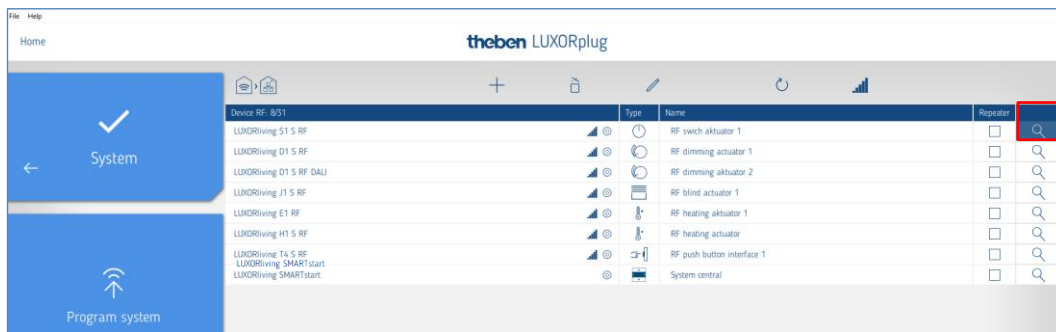 File Help
Home
theben LUXORplug
System
Program system
Device RF: 8/31 Type Name Repeater
LUXORliving S1 S RF RF swich aktuator 1
LUXORliving D1 S RF RF dimming actuator 1
LUXORliving D1 S RF DALI RF dimming aktuator 2
LUXORliving J1 S RF RF blind actuator 1
LUXORliving E1 RF RF heating aktuator 1
LUXORliving H1 S RF RF heating actuator
LUXORliving T4 S RF RF push button interface 1
LUXORliving SMARTstart
LUXORliving SMARTstart System central